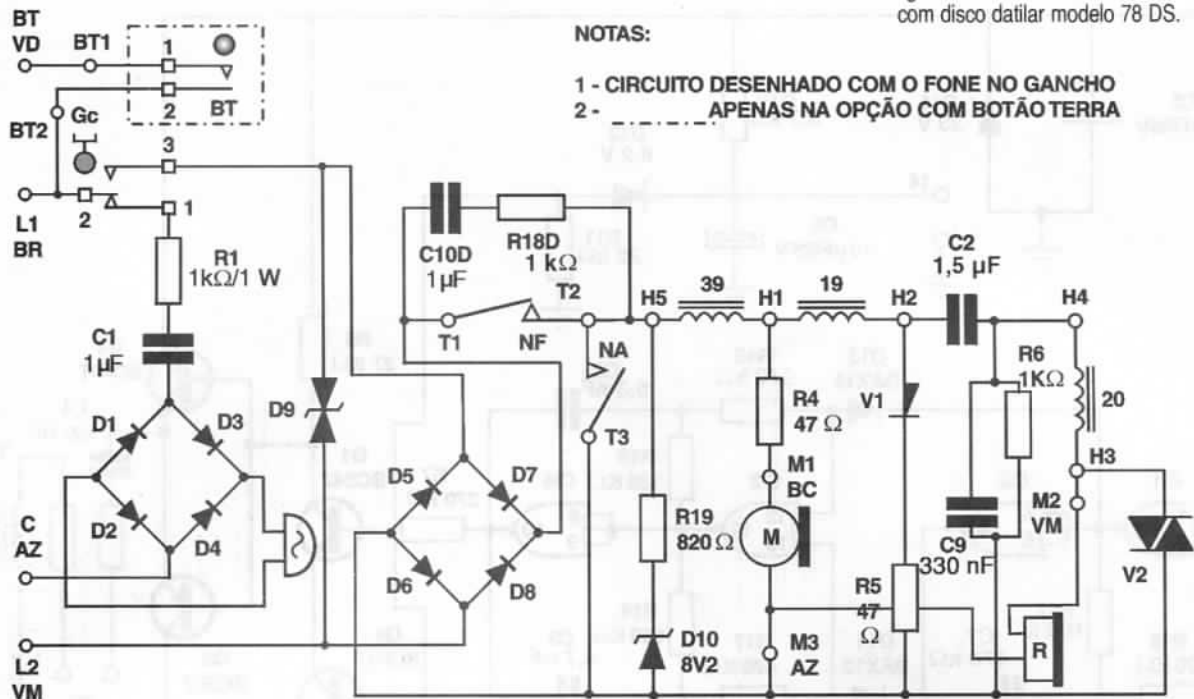 com disco datilar modelo 78 DS.
NOTAS:
1 - CIRCUITO DESENHADO COM O FONE NO GANCHO
2 - APENAS NA OPÇÃO COM BOTÃO TERRA
BT
VD
BT1
1
2
BT
BT2
Gc
3
2
1
L1
BR
R1
1kΩ/1 W
C1
1µF
D1
D3
D2
D4
C
AZ
L2
VM
D9
D5
D7
D6
D8
C10D
1µF
R18D
1 kΩ
T1
NF
T2
NA
T3
H5
39
H1
19
H2
C2
1,5 µF
H4
R6
1KΩ
20
R4
47 Ω
V1
H3
M1
BC
M
R19
820 Ω
D10
8V2
M3
AZ
R5
47
Ω
C9
330 nF
M2
VM
V2
R